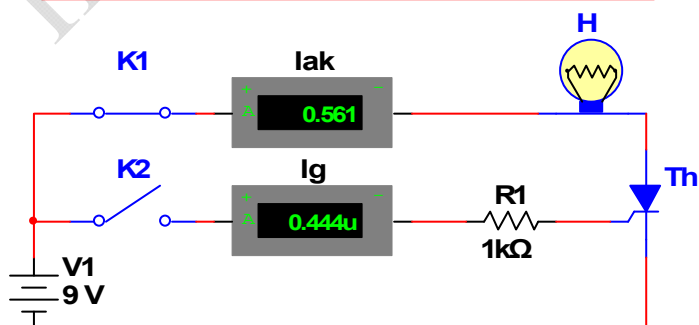 H
K1
Iak
+
−
A
0.561
K2
Ig
Th
+
−
A
0.444u
R1
1kΩ
V1
9 V